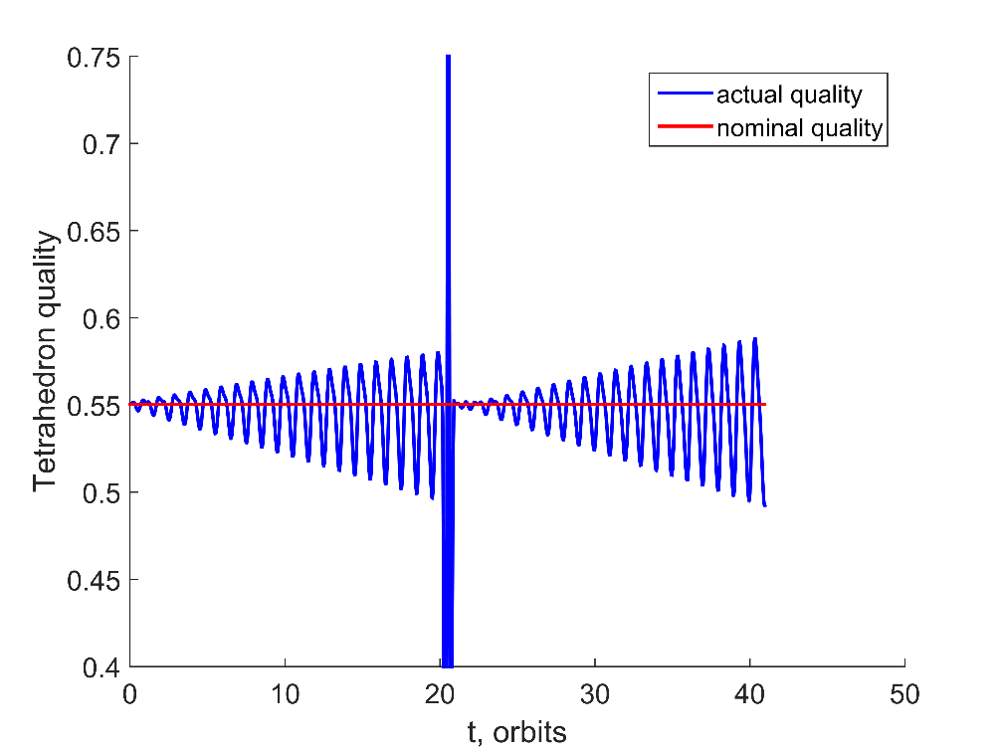 0.75
0.7
0.65
0.6
0.55
0.5
0.45
0.4
Tetrahedron quality
actual quality
nominal quality
0 10 20 30 40 50
t, orbits